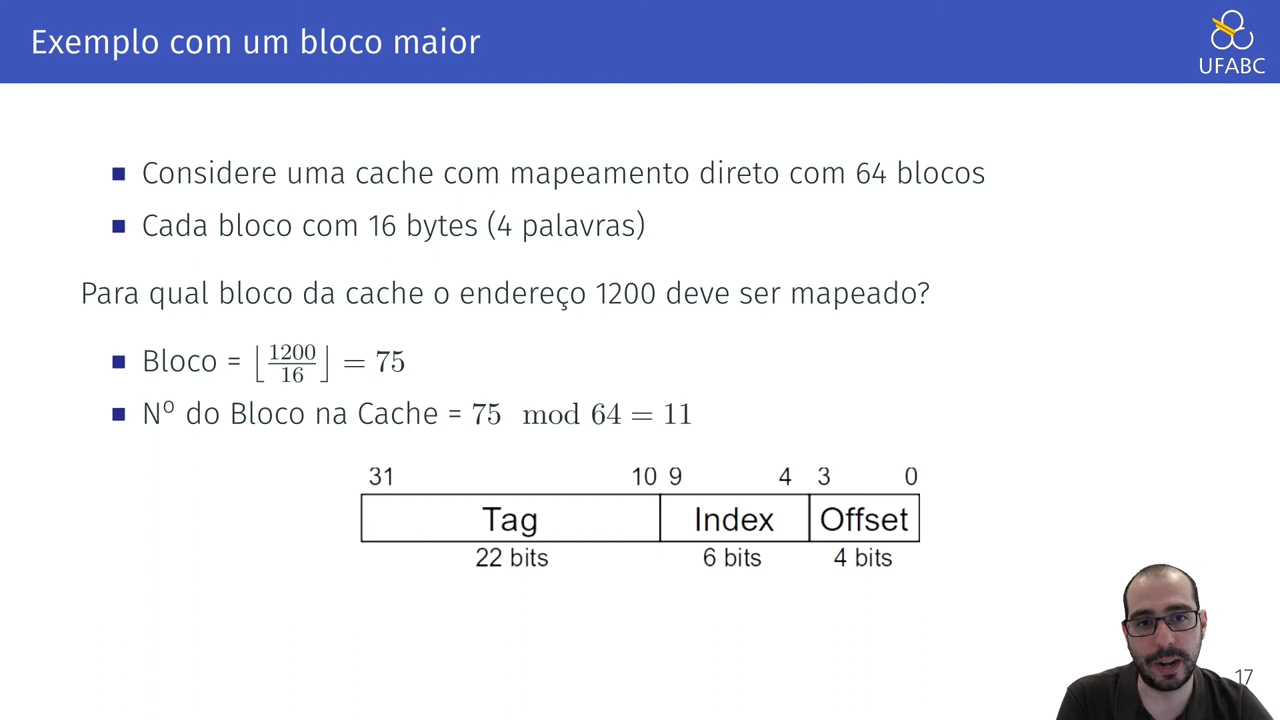 Exemplo com um bloco maior
UFABC
Considere uma cache com mapeamento direto com 64 blocos
Cada bloco com 16 bytes (4 palavras)
Para qual bloco da cache o endereço 1200 deve ser mapeado?
Bloco = ⌊1200/16⌋ = 75
Nº do Bloco na Cache = 75 mod 64 = 11
31 10 9 4 3 0
Tag Index Offset
22 bits 6 bits 4 bits
17